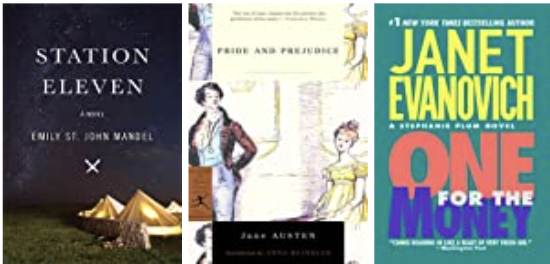 STATION
ELEVEN
A NOVEL
EMILY ST. JOHN MANDEL
PRIDE AND PREJUDICE
Jane AUSTEN
#1 NEW YORK TIMES BESTSELLING AUTHOR
JANET
EVANOVICH
A STEPHANIE PLUM NOVEL
ONE
FOR THE
MONEY